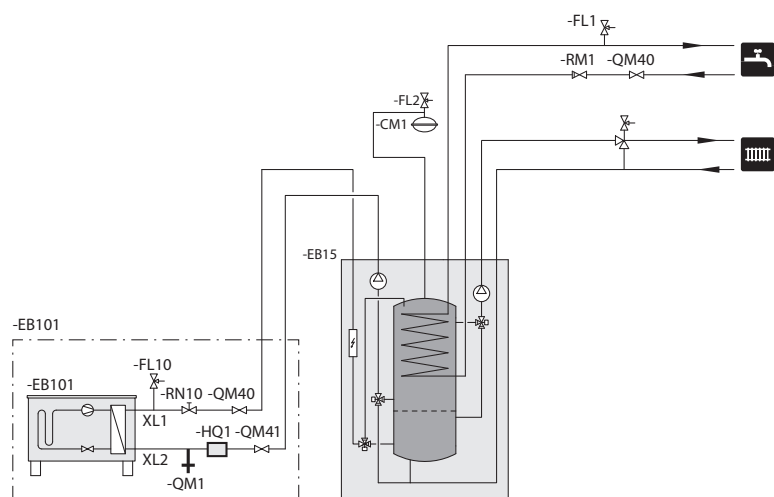 -FL1
-RM1 -QM40
-FL2
-CM1
-EB15
-EB101
-FL10
-EB101
-RN10 -QM40
XL1
-HQ1 -QM41
XL2
-QM1